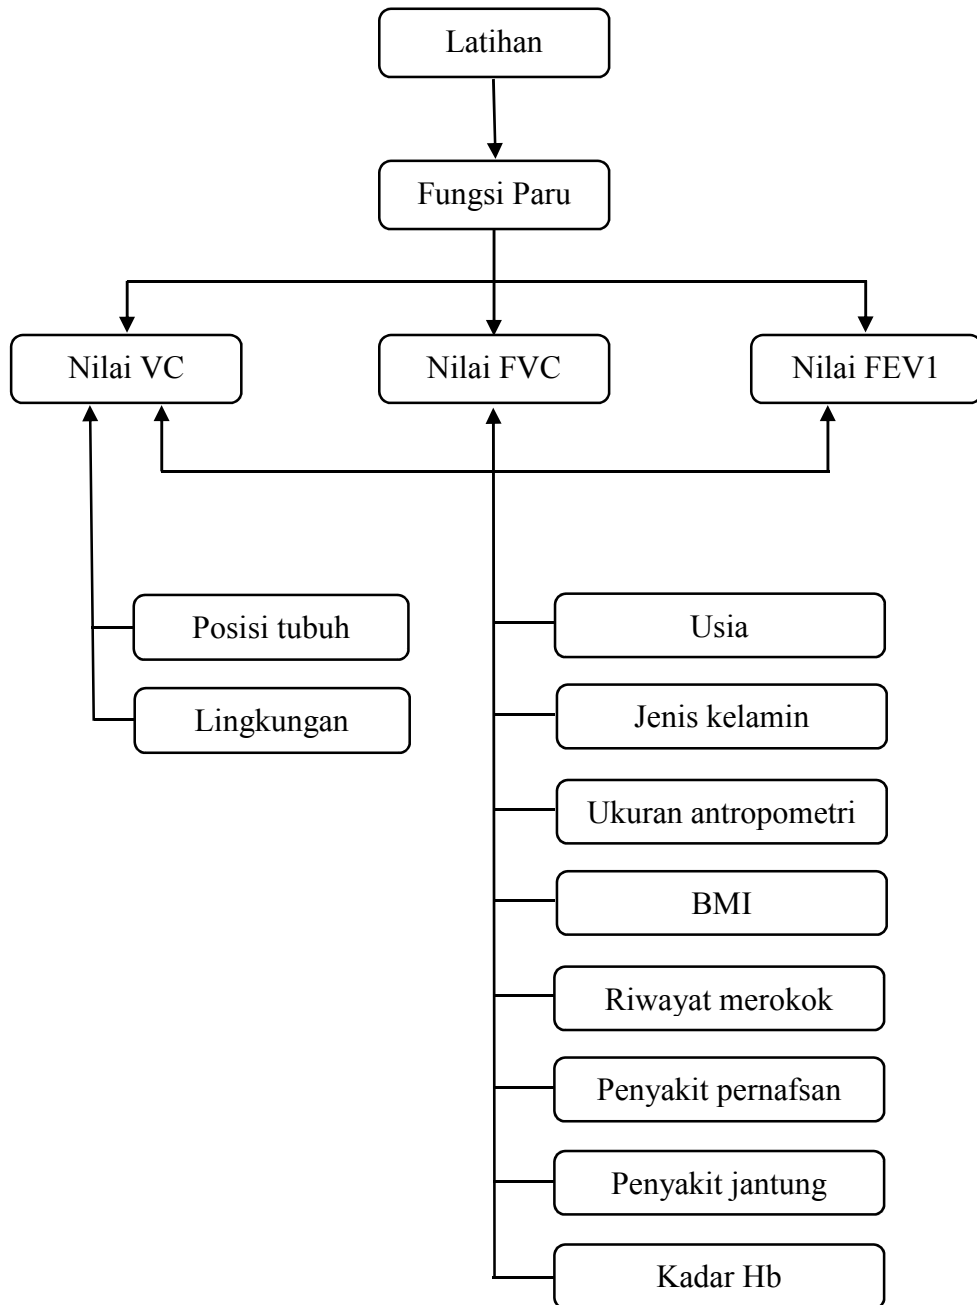 Latihan
Fungsi Paru
Nilai VC
Nilai FVC
Nilai FEV1
Posisi tubuh
Lingkungan
Usia
Jenis kelamin
Ukuran antropometri
BMI
Riwayat merokok
Penyakit pernafsan
Penyakit jantung
Kadar Hb